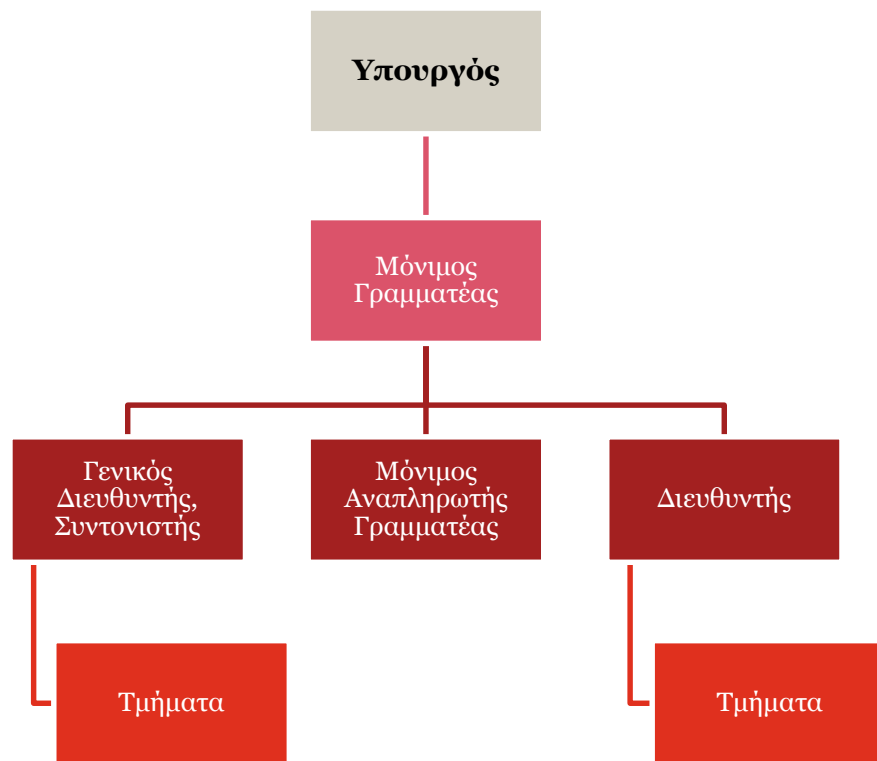 Υπουργός
Μόνιμος
Γραμματέας
Γενικός
Διευθυντής,
Συντονιστής
Μόνιμος
Αναπληρωτής
Γραμματέας
Διευθυντής
Τμήματα
Τμήματα